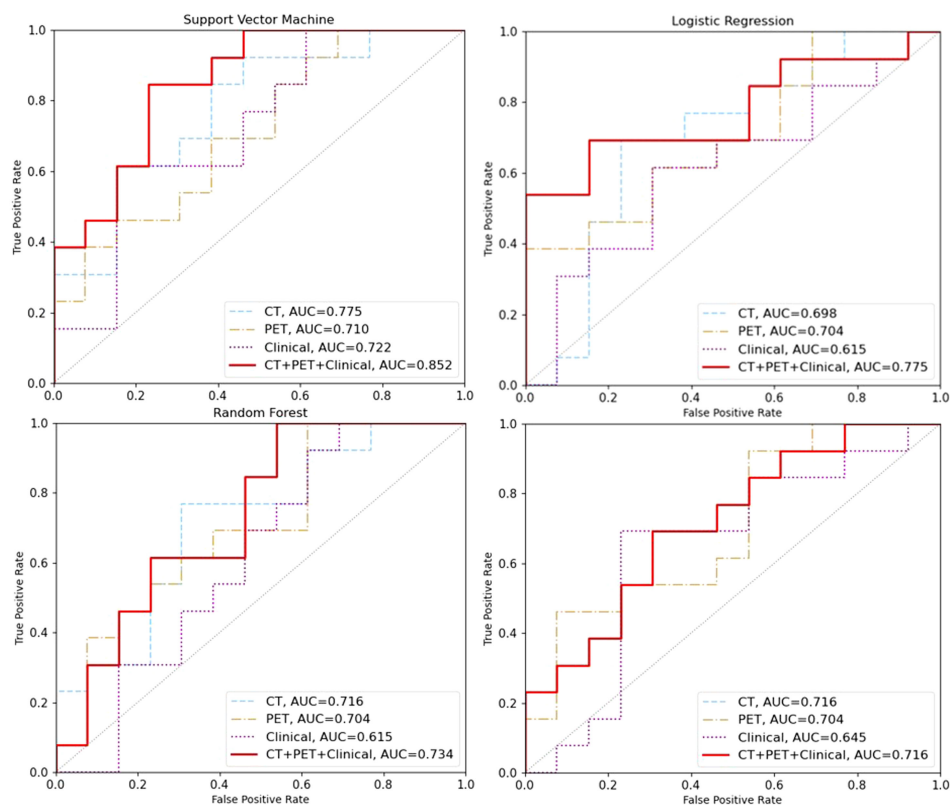 Support Vector Machine
1.0
0.8
0.6
0.4
0.2
0.0
True Positive Rate
CT, AUC=0.775
PET, AUC=0.710
Clinical, AUC=0.722
CT+PET+Clinical, AUC=0.852
0.0 0.2 0.4 0.6 0.8 1.0
Logistic Regression
1.0
0.8
0.6
0.4
0.2
0.0
True Positive Rate
CT, AUC=0.698
PET, AUC=0.704
Clinical, AUC=0.615
CT+PET+Clinical, AUC=0.775
0.0 0.2 0.4 0.6 0.8 1.0
False Positive Rate
Random Forest
1.0
0.8
0.6
0.4
0.2
0.0
True Positive Rate
CT, AUC=0.716
PET, AUC=0.704
Clinical, AUC=0.615
CT+PET+Clinical, AUC=0.734
0.0 0.2 0.4 0.6 0.8 1.0
False Positive Rate
1.0
0.8
0.6
0.4
0.2
0.0
True Positive Rate
CT, AUC=0.716
PET, AUC=0.704
Clinical, AUC=0.645
CT+PET+Clinical, AUC=0.716
0.0 0.2 0.4 0.6 0.8 1.0
False Positive Rate